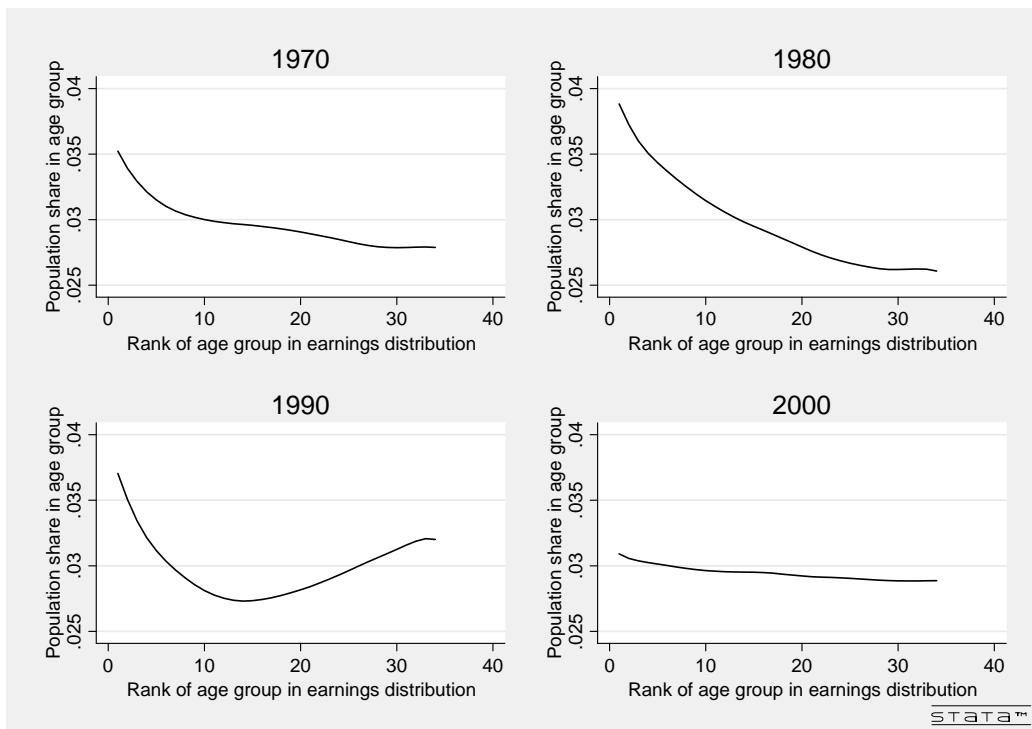 1970
Population share in age group
.025 .03 .035 .04
0 10 20 30 40
Rank of age group in earnings distribution
1980
Population share in age group
.025 .03 .035 .04
0 10 20 30 40
Rank of age group in earnings distribution
1990
Population share in age group
.025 .03 .035 .04
0 10 20 30 40
Rank of age group in earnings distribution
2000
Population share in age group
.025 .03 .035 .04
0 10 20 30 40
Rank of age group in earnings distribution
STATA™